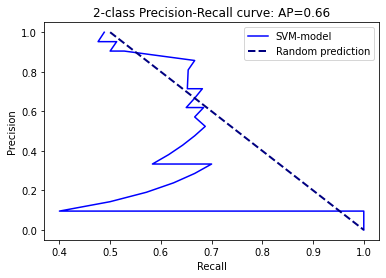 2-class Precision-Recall curve: AP=0.66
SVM-model
Random prediction
Precision
1.0
0.8
0.6
0.4
0.2
0.0
0.4 0.5 0.6 0.7 0.8 0.9 1.0
Recall